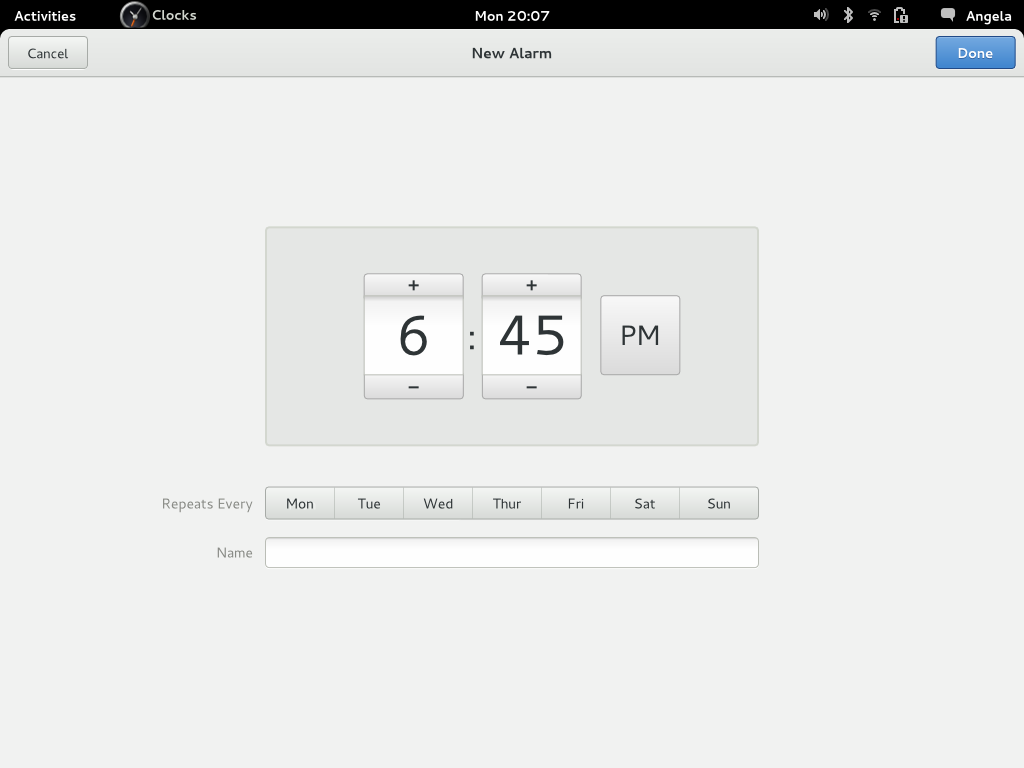 Activities Clocks Mon 20:07 Angela
Cancel New Alarm Done
+ +
6 : 45 PM
− −
Repeats Every Mon Tue Wed Thur Fri Sat Sun
Name